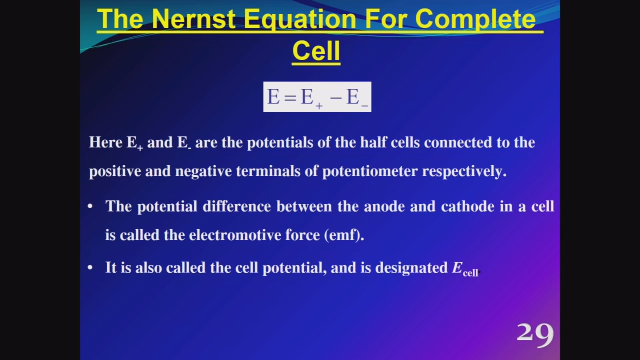 The Nernst Equation For Complete
Cell
E = E₊ − E₋
Here E₊ and E₋ are the potentials of the half cells connected to the
positive and negative terminals of potentiometer respectively.
• The potential difference between the anode and cathode in a cell
is called the electromotive force (emf).
• It is also called the cell potential, and is designated E cell.
29